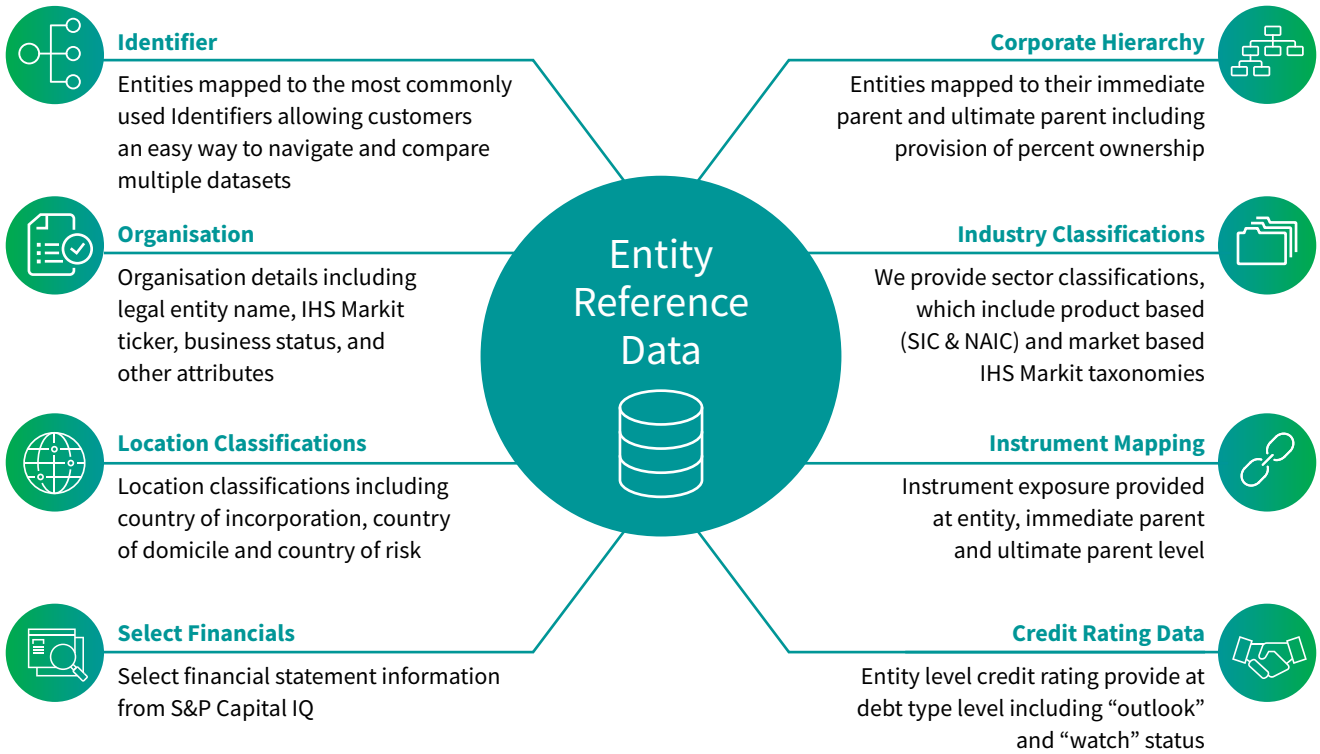 Identifier
Entities mapped to the most commonly
used Identifiers allowing customers
an easy way to navigate and compare
multiple datasets
Organisation
Organisation details including
legal entity name, IHS Markit
ticker, business status, and
other attributes
Location Classifications
Location classifications including
country of incorporation, country
of domicile and country of risk
Select Financials
Select financial statement information
from S&P Capital IQ
Entity
Reference
Data
Corporate Hierarchy
Entities mapped to their immediate
parent and ultimate parent including
provision of percent ownership
Industry Classifications
We provide sector classifications,
which include product based
(SIC & NAIC) and market based
IHS Markit taxonomies
Instrument Mapping
Instrument exposure provided
at entity, immediate parent
and ultimate parent level
Credit Rating Data
Entity level credit rating provide at
debt type level including “outlook”
and “watch” status